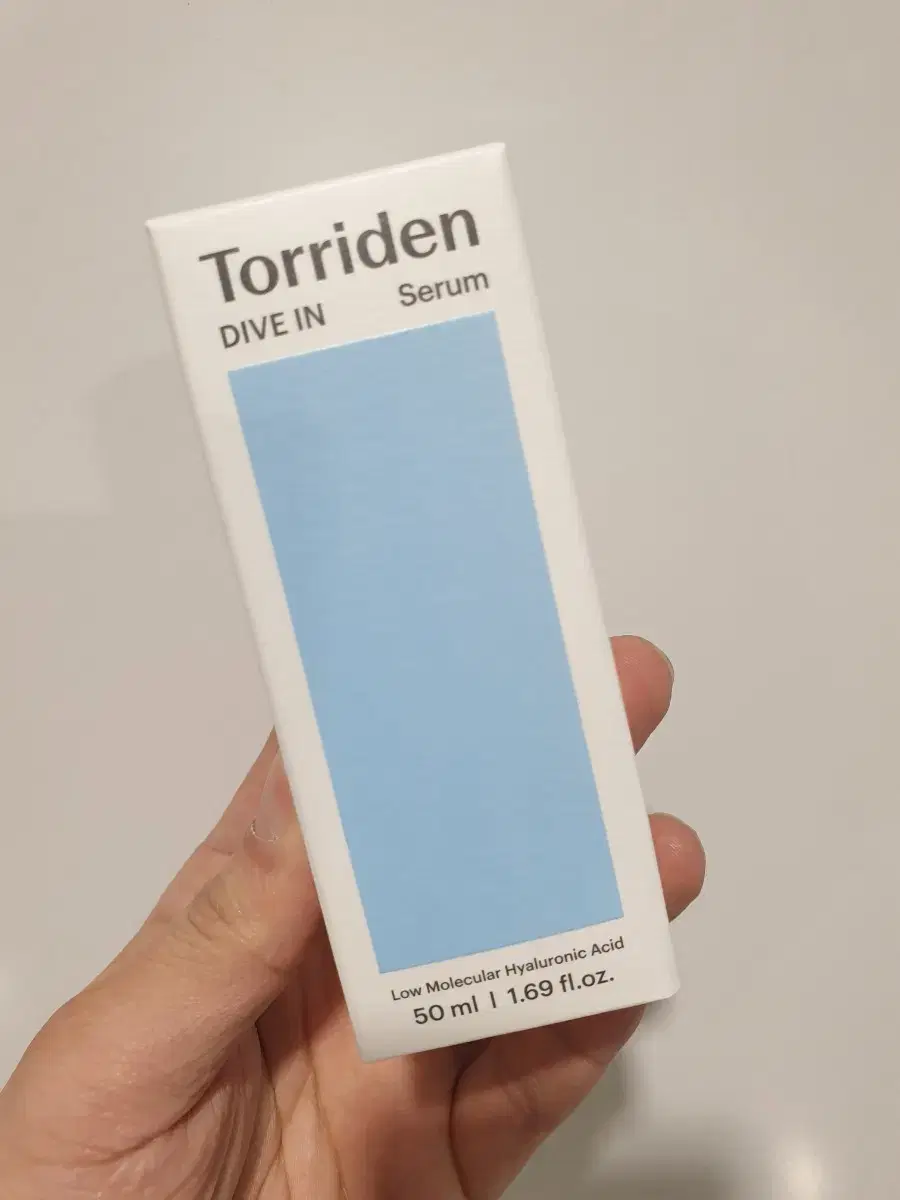 Torriden
DIVE IN Serum
Low Molecular Hyaluronic Acid
50 ml | 1.69 fl.oz.